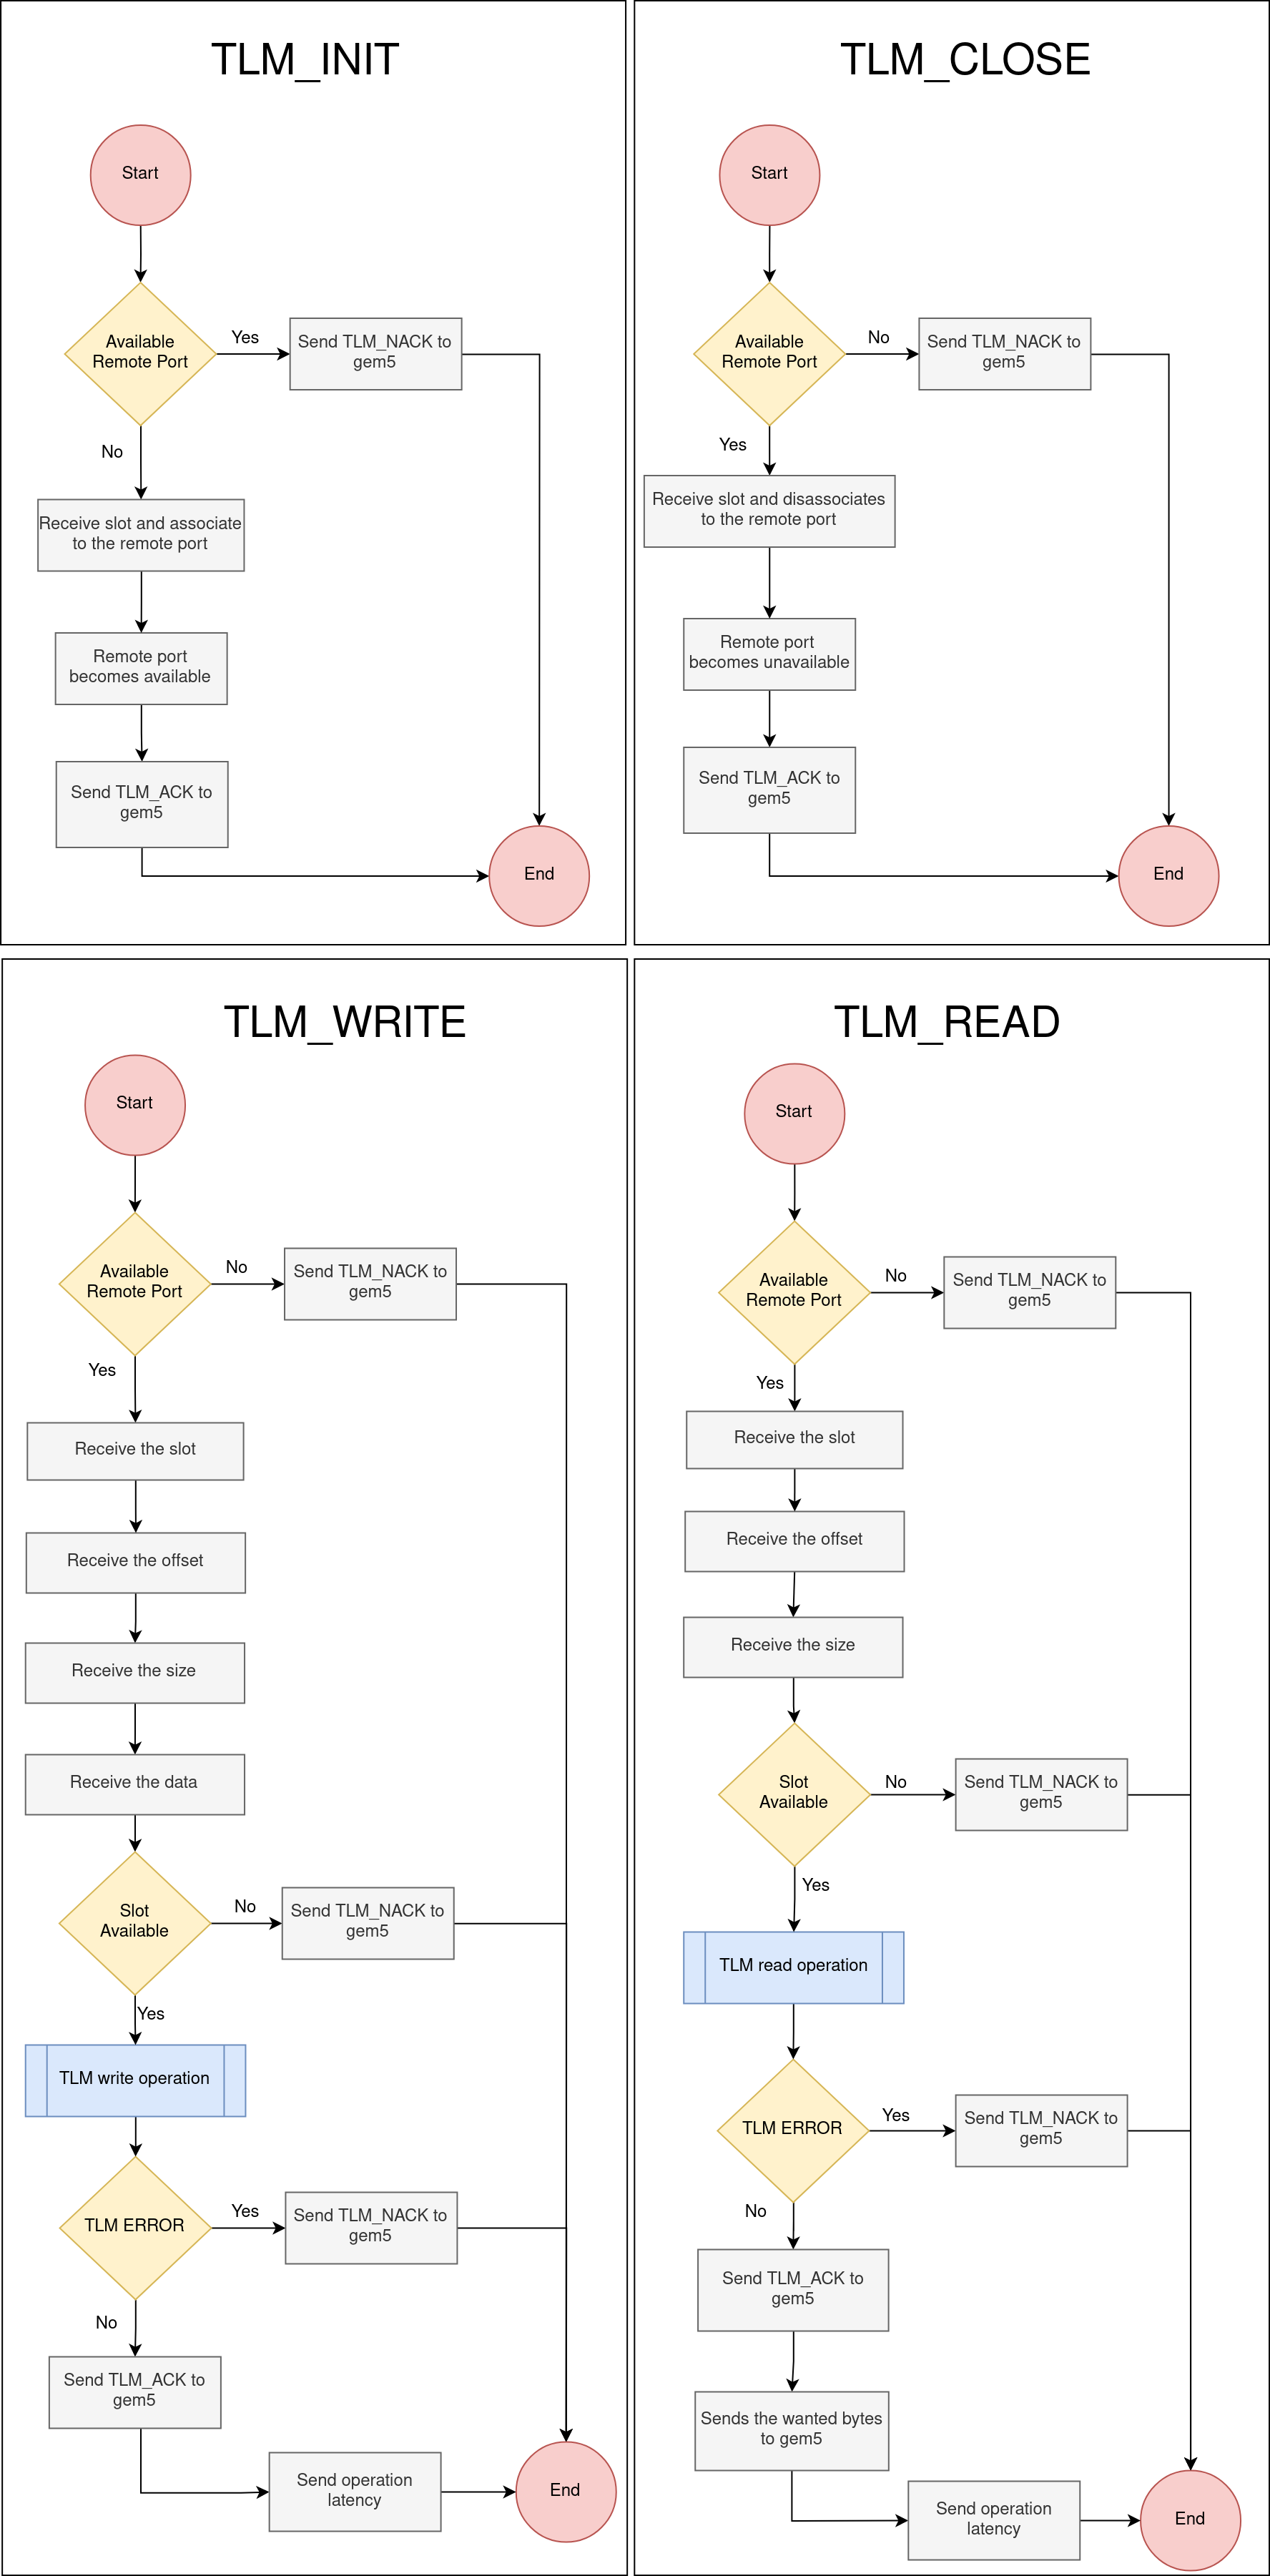 TLM_INIT
Start
Available
Remote Port
Yes
Send TLM_NACK to
gem5
No
Receive slot and associate
to the remote port
Remote port
becomes available
Send TLM_ACK to
gem5
End
TLM_CLOSE
Start
Available
Remote Port
No
Send TLM_NACK to
gem5
Yes
Receive slot and disassociates
to the remote port
Remote port
becomes unavailable
Send TLM_ACK to
gem5
End
TLM_WRITE
Start
Available
Remote Port
No
Send TLM_NACK to
gem5
Yes
Receive the slot
Receive the offset
Receive the size
Receive the data
Slot
Available
No
Send TLM_NACK to
gem5
Yes
TLM write operation
TLM ERROR
Yes
Send TLM_NACK to
gem5
No
Send TLM_ACK to
gem5
Send operation
latency
End
TLM_READ
Start
Available
Remote Port
No
Send TLM_NACK to
gem5
Yes
Receive the slot
Receive the offset
Receive the size
Slot
Available
No
Send TLM_NACK to
gem5
Yes
TLM read operation
TLM ERROR
Yes
Send TLM_NACK to
gem5
No
Send TLM_ACK to
gem5
Sends the wanted bytes
to gem5
Send operation
latency
End